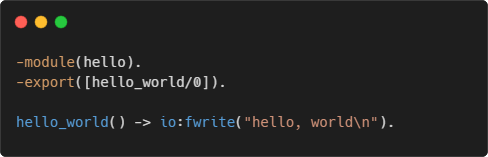 -module(hello).
-export([hello_world/0]).
hello_world() -> io:fwrite("hello, world\n").